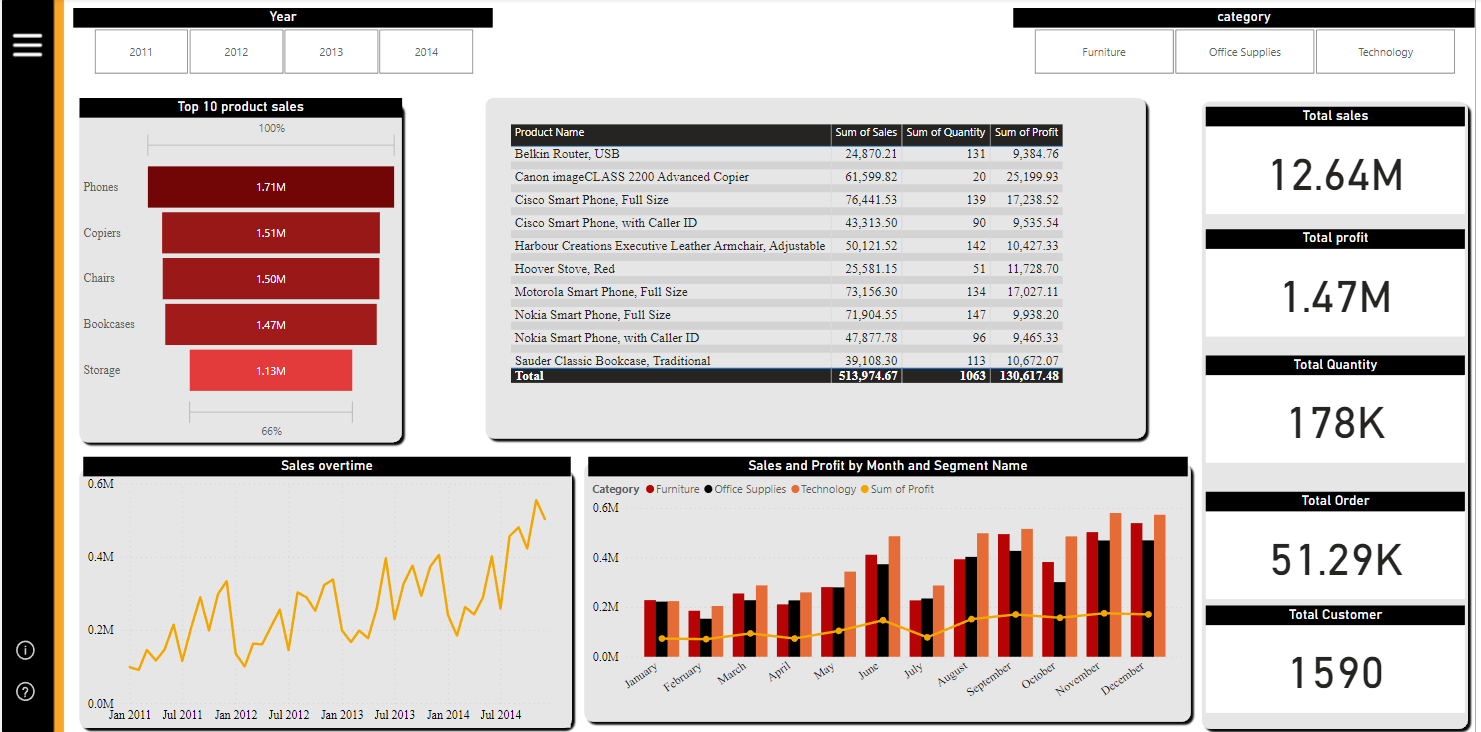 Year
2011 2012 2013 2014
category
Furniture Office Supplies Technology
Top 10 product sales
100%
Phones 1.71M
Copiers 1.51M
Chairs 1.50M
Bookcases 1.47M
Storage 1.13M
66%
Product Name Sum of Sales Sum of Quantity Sum of Profit
Belkin Router, USB 24,870.21 131 9,384.76
Canon imageCLASS 2200 Advanced Copier 61,599.82 20 25,199.93
Cisco Smart Phone, Full Size 76,441.53 139 17,238.52
Cisco Smart Phone, with Caller ID 43,313.50 90 9,535.54
Harbour Creations Executive Leather Armchair, Adjustable 50,121.52 142 10,427.33
Hoover Stove, Red 25,581.15 51 11,728.70
Motorola Smart Phone, Full Size 73,156.30 134 17,027.11
Nokia Smart Phone, Full Size 71,904.55 147 9,938.20
Nokia Smart Phone, with Caller ID 47,877.78 96 9,465.33
Sauder Classic Bookcase, Traditional 39,108.30 113 10,672.07
Total 513,974.67 1063 130,617.48
Total sales
12.64M
Total profit
1.47M
Total Quantity
178K
Total Order
51.29K
Total Customer
1590
Sales overtime
0.6M
0.4M
0.2M
0.0M
Jan 2011 Jul 2011 Jan 2012 Jul 2012 Jan 2013 Jul 2013 Jan 2014 Jul 2014
Sales and Profit by Month and Segment Name
Category Furniture Office Supplies Technology Sum of Profit
0.6M
0.4M
0.2M
0.0M
January February March April May June July August September October November December
i
?